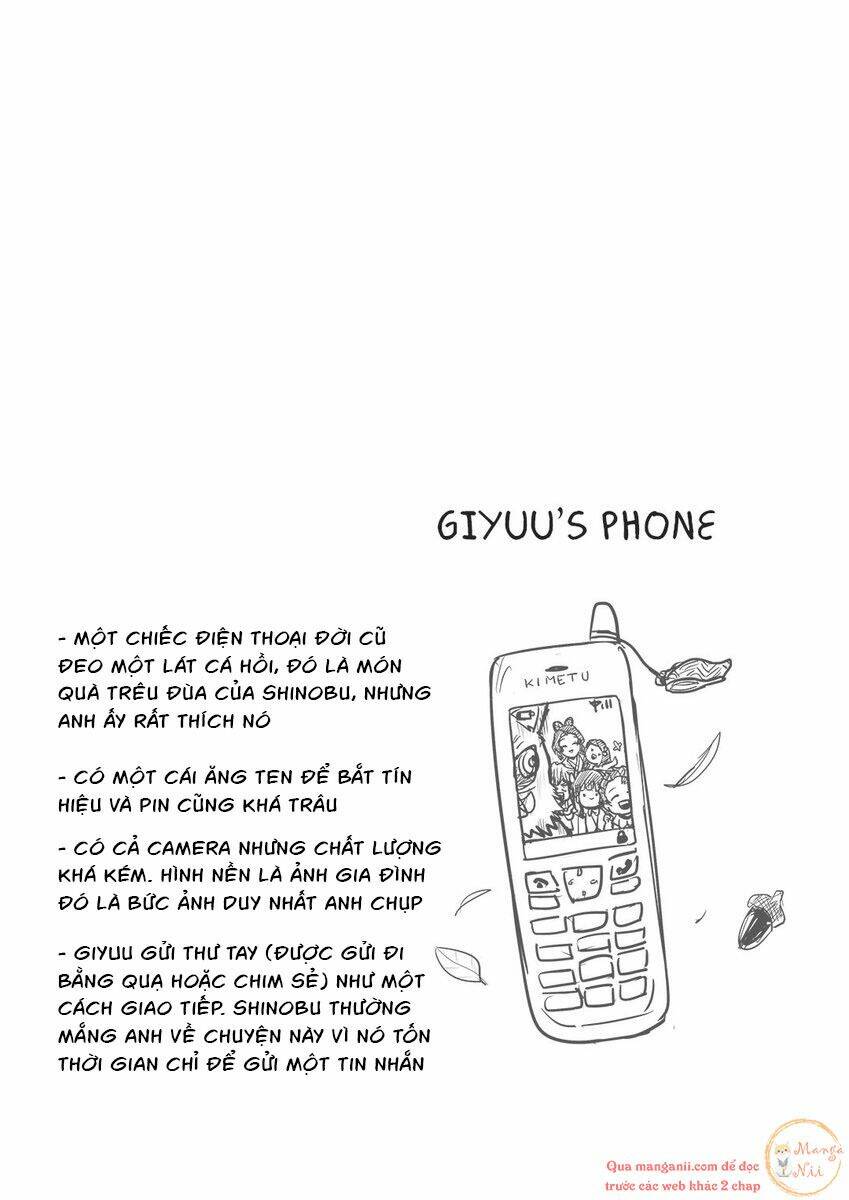 GIYUU'S PHONE
- MỘT CHIẾC ĐIỆN THOẠI ĐỜI CŨ
ĐEO MỘT LÁT CÁ HỒI, ĐÓ LÀ MÓN
QUÀ TRÊU ĐÙA CỦA SHINOBU, NHƯNG
ANH ẤY RẤT THÍCH NÓ
- CÓ MỘT CÁI ĂNG TEN ĐỂ BẮT TÍN
HIỆU VÀ PIN CŨNG KHÁ TRÂU
- CÓ CẢ CAMERA NHƯNG CHẤT LƯỢNG
KHÁ KÉM. HÌNH NỀN LÀ ẢNH GIA ĐÌNH
ĐÓ LÀ BỨC ẢNH DUY NHẤT ANH CHỤP
- GIYUU GỬI THƯ TAY (ĐƯỢC GỬI ĐI
BẰNG QUẠ HOẶC CHIM SẺ) NHƯ MỘT
CÁCH GIAO TIẾP. SHINOBU THƯỜNG
MẮNG ANH VỀ CHUYỆN NÀY VÌ NÓ TỐN
THỜI GIAN CHỈ ĐỂ GỬI MỘT TIN NHẮN
KIMETU
Qua manganii.com để đọc
trước các web khác 2 chap
Manga
Nii